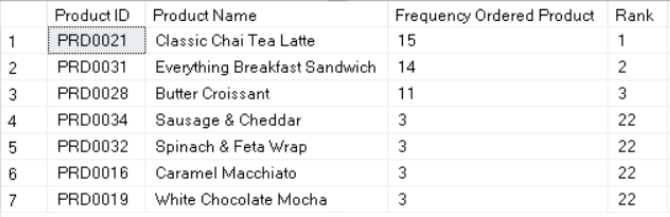 Product ID Product Name Frequency Ordered Product Rank
1 PRD0021 Classic Chai Tea Latte 15 1
2 PRD0031 Everything Breakfast Sandwich 14 2
3 PRD0028 Butter Croissant 11 3
4 PRD0034 Sausage & Cheddar 3 22
5 PRD0032 Spinach & Feta Wrap 3 22
6 PRD0016 Caramel Macchiato 3 22
7 PRD0019 White Chocolate Mocha 3 22